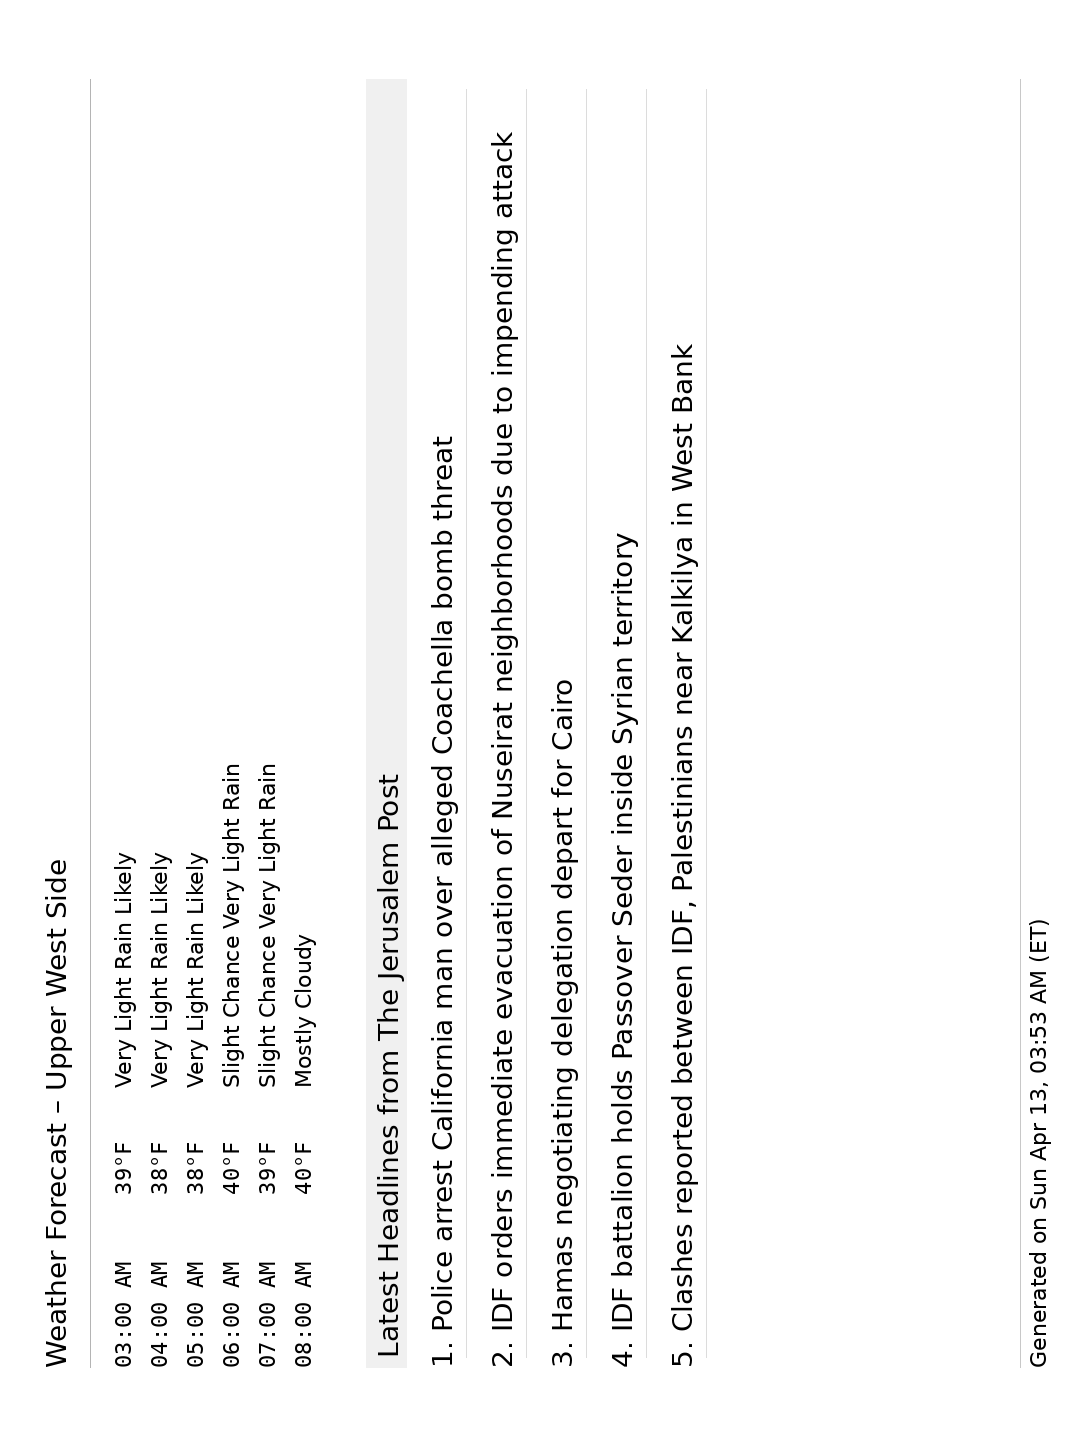 Weather Forecast – Upper West Side
03:00 AM 39°F Very Light Rain Likely
04:00 AM 38°F Very Light Rain Likely
05:00 AM 38°F Very Light Rain Likely
06:00 AM 40°F Slight Chance Very Light Rain
07:00 AM 39°F Slight Chance Very Light Rain
08:00 AM 40°F Mostly Cloudy
Latest Headlines from The Jerusalem Post
1. Police arrest California man over alleged Coachella bomb threat
2. IDF orders immediate evacuation of Nuseirat neighborhoods due to impending attack
3. Hamas negotiating delegation depart for Cairo
4. IDF battalion holds Passover Seder inside Syrian territory
5. Clashes reported between IDF, Palestinians near Kalkilya in West Bank
Generated on Sun Apr 13, 03:53 AM (ET)